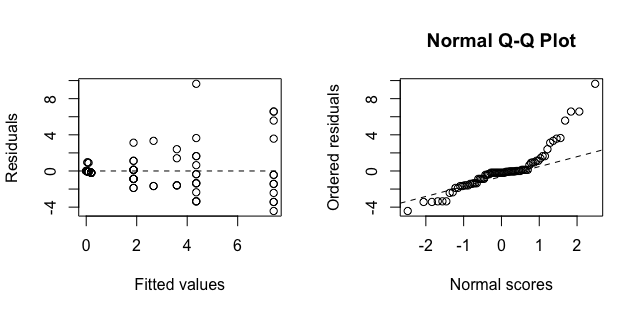 Residuals
8
4
0
-4
0 2 4 6
Fitted values
Normal Q-Q Plot
Ordered residuals
8
4
0
-4
-2 -1 0 1 2
Normal scores